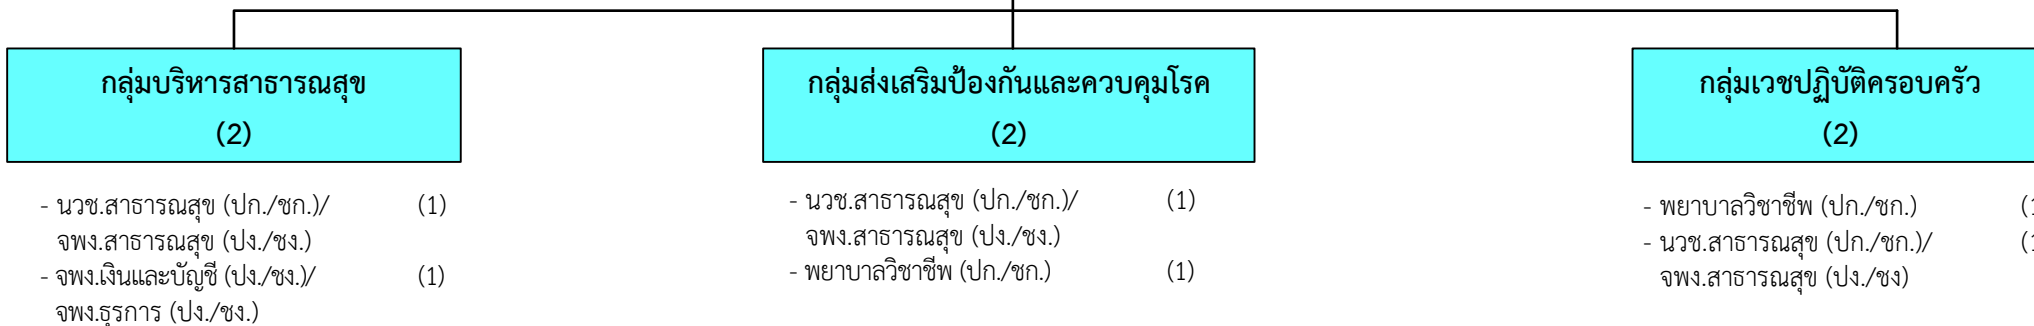 กลุ่มบริหารสาธารณสุข
(2)
- นวช.สาธารณสุข (ปก./ชก.)/ (1)
จพง.สาธารณสุข (ปง./ชง.)
- จพง.เงินและบัญชี (ปง./ชง.)/ (1)
จพง.ธุรการ (ปง./ชง.)
กลุ่มส่งเสริมป้องกันและควบคุมโรค
(2)
- นวช.สาธารณสุข (ปก./ชก.)/ (1)
จพง.สาธารณสุข (ปง./ชง.)
- พยาบาลวิชาชีพ (ปก./ชก.) (1)
กลุ่มเวชปฏิบัติครอบครัว
(2)
- พยาบาลวิชาชีพ (ปก./ชก.)
- นวช.สาธารณสุข (ปก./ชก.)/
จพง.สาธารณสุข (ปง./ชง)